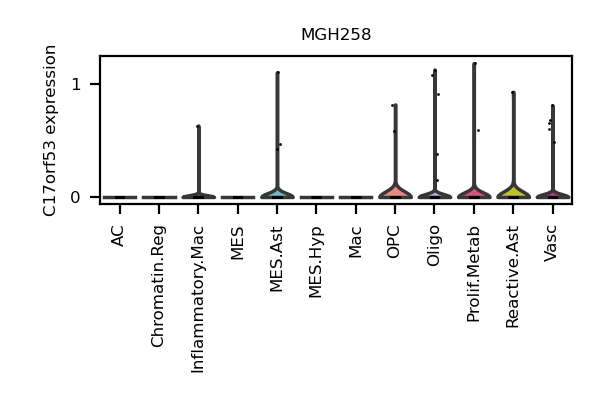 MGH258
C17orf53 expression
1
0
AC
Chromatin.Reg
Inflammatory.Mac
MES
MES.Ast
MES.Hyp
Mac
OPC
Oligo
Prolif.Metab
Reactive.Ast
Vasc